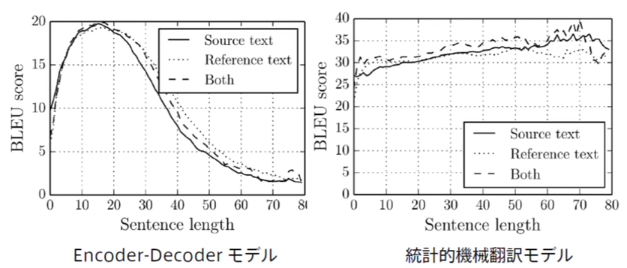 20
15
10
5
0
BLEU score
Source text
Reference text
Both
0 10 20 30 40 50 60 70 80
Sentence length
Encoder-Decoder モデル
40
35
30
25
20
15
10
5
0
BLEU score
Source text
Reference text
Both
0 10 20 30 40 50 60 70 80
Sentence length
統計的機械翻訳モデル